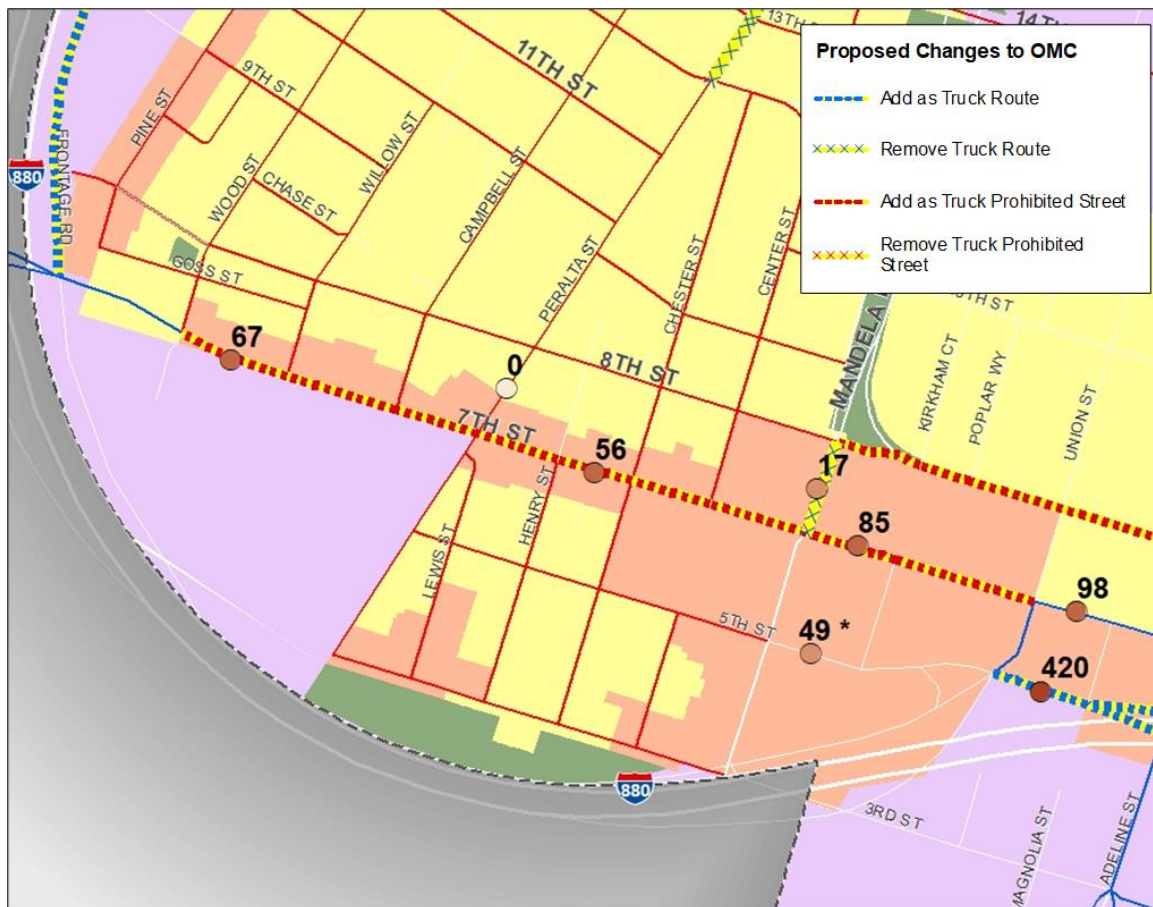 13TH
14TH
Proposed Changes to OMC
Add as Truck Route
Remove Truck Route
Add as Truck Prohibited Street
Remove Truck Prohibited
Street
11TH ST
9TH ST
PINE ST
FRONTAGE RD
880
WOOD ST
CHASE ST
WILLOW ST
CAMPBELL ST
PERALTA ST
CHESTER ST
CENTER ST
MANDELA
GOSS ST
67
0
8TH ST
7TH ST
56
17
85
KIRKHAM CT
POPLAR WY
UNION ST
98
LEWIS ST
HENRY ST
5TH ST
49 *
420
880
3RD ST
MAGNOLIA ST
ADELINE ST